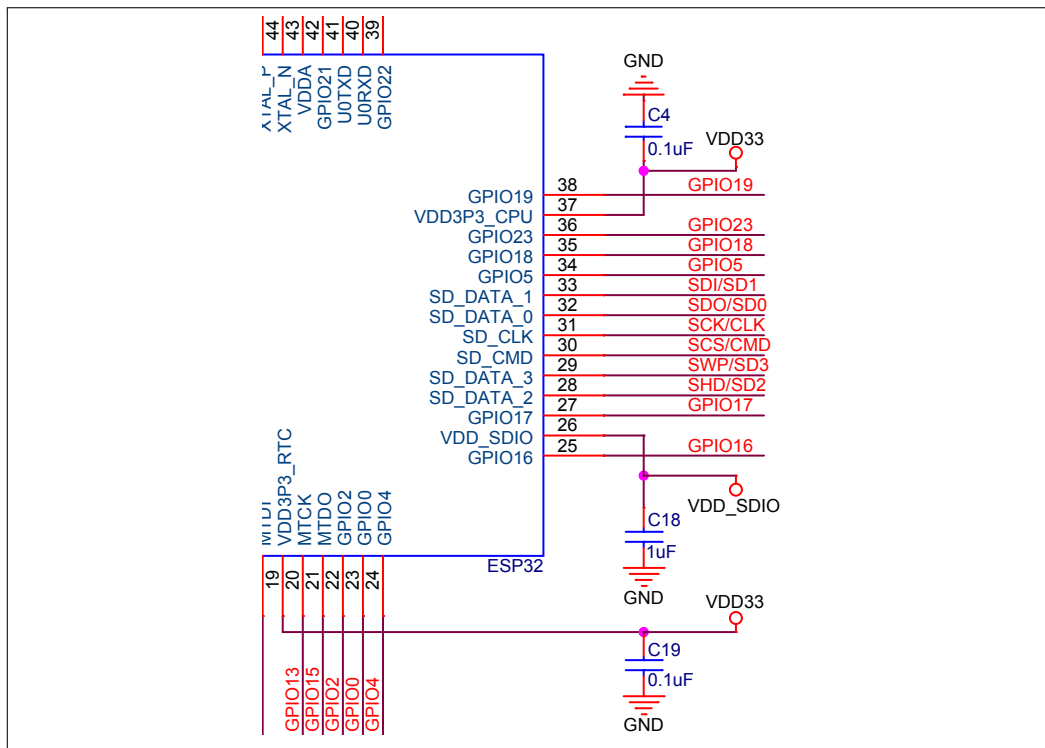 44
43
42
41
40
39
XTAL_P
XTAL_N
VDDA
GPIO21
U0TXD
U0RXD
GPIO22
GND
C4
0.1uF
VDD33
GPIO19 38 GPIO19
VDD3P3_CPU 37
GPIO23 36 GPIO23
GPIO18 35 GPIO18
GPIO5 34 GPIO5
SD_DATA_1 33 SDI/SD1
SD_DATA_0 32 SDO/SD0
SD_CLK 31 SCK/CLK
SD_CMD 30 SCS/CMD
SD_DATA_3 29 SWP/SD3
SD_DATA_2 28 SHD/SD2
GPIO17 27 GPIO17
VDD_SDIO 26
GPIO16 25 GPIO16
VDD_SDIO
C18
1uF
GND
MTDI
VDD3P3_RTC
MTCK
MTDO
GPIO2
GPIO0
GPIO4
ESP32
19
20
21
22
23
24
VDD33
C19
0.1uF
GND
GPIO13
GPIO15
GPIO2
GPIO0
GPIO4